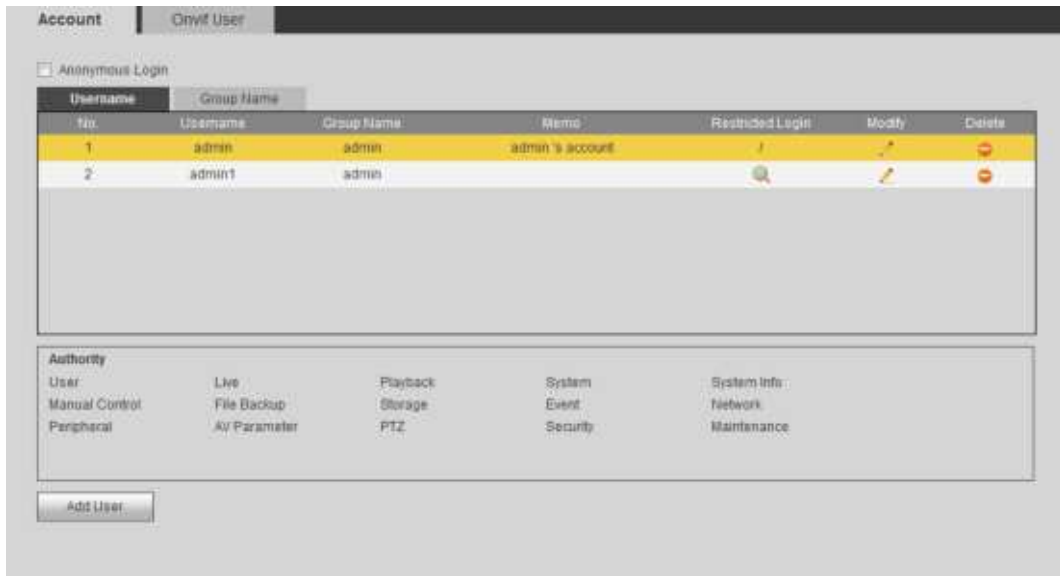 Account Onvif User
Anonymous Login
Username Group Name
No. Username Group Name Memo Restricted Login Modify Delete
1 admin admin admin 's account /
2 admin1 admin
Authority
User Live Playback System System Info
Manual Control File Backup Storage Event Network
Peripheral AV Parameter PTZ Security Maintenance
Add User